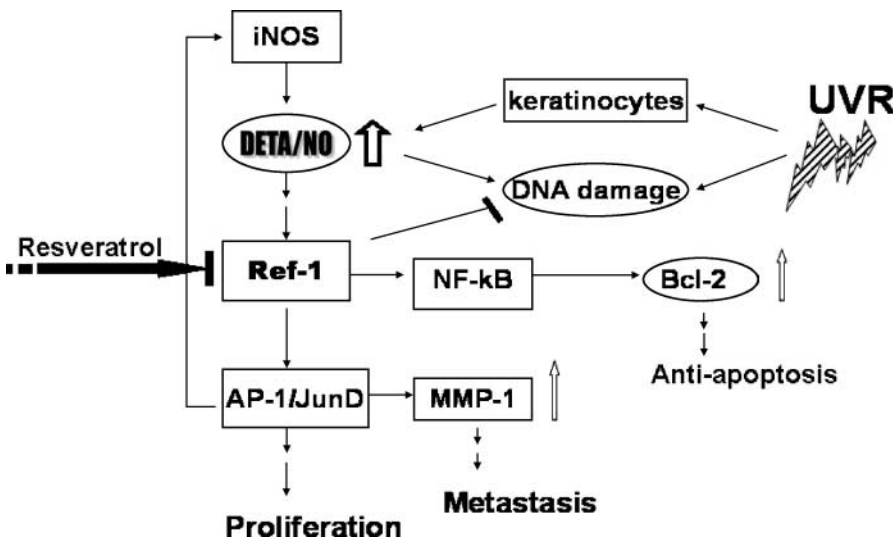 iNOS
keratinocytes
UVR
DETA/NO
DNA damage
Resveratrol
Ref-1
NF-kB
Bcl-2
Anti-apoptosis
AP-1/JunD
MMP-1
Metastasis
Proliferation